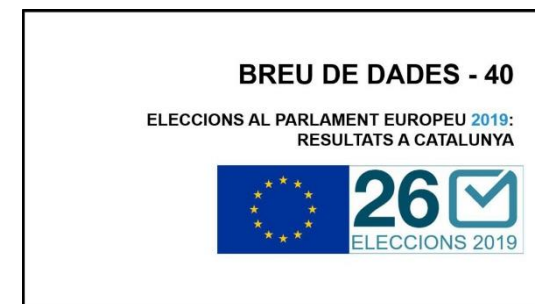 BREU DE DADES - 40
ELECCIONS AL PARLAMENT EUROPEU 2019:
RESULTATS A CATALUNYA
26
ELECCIONS 2019